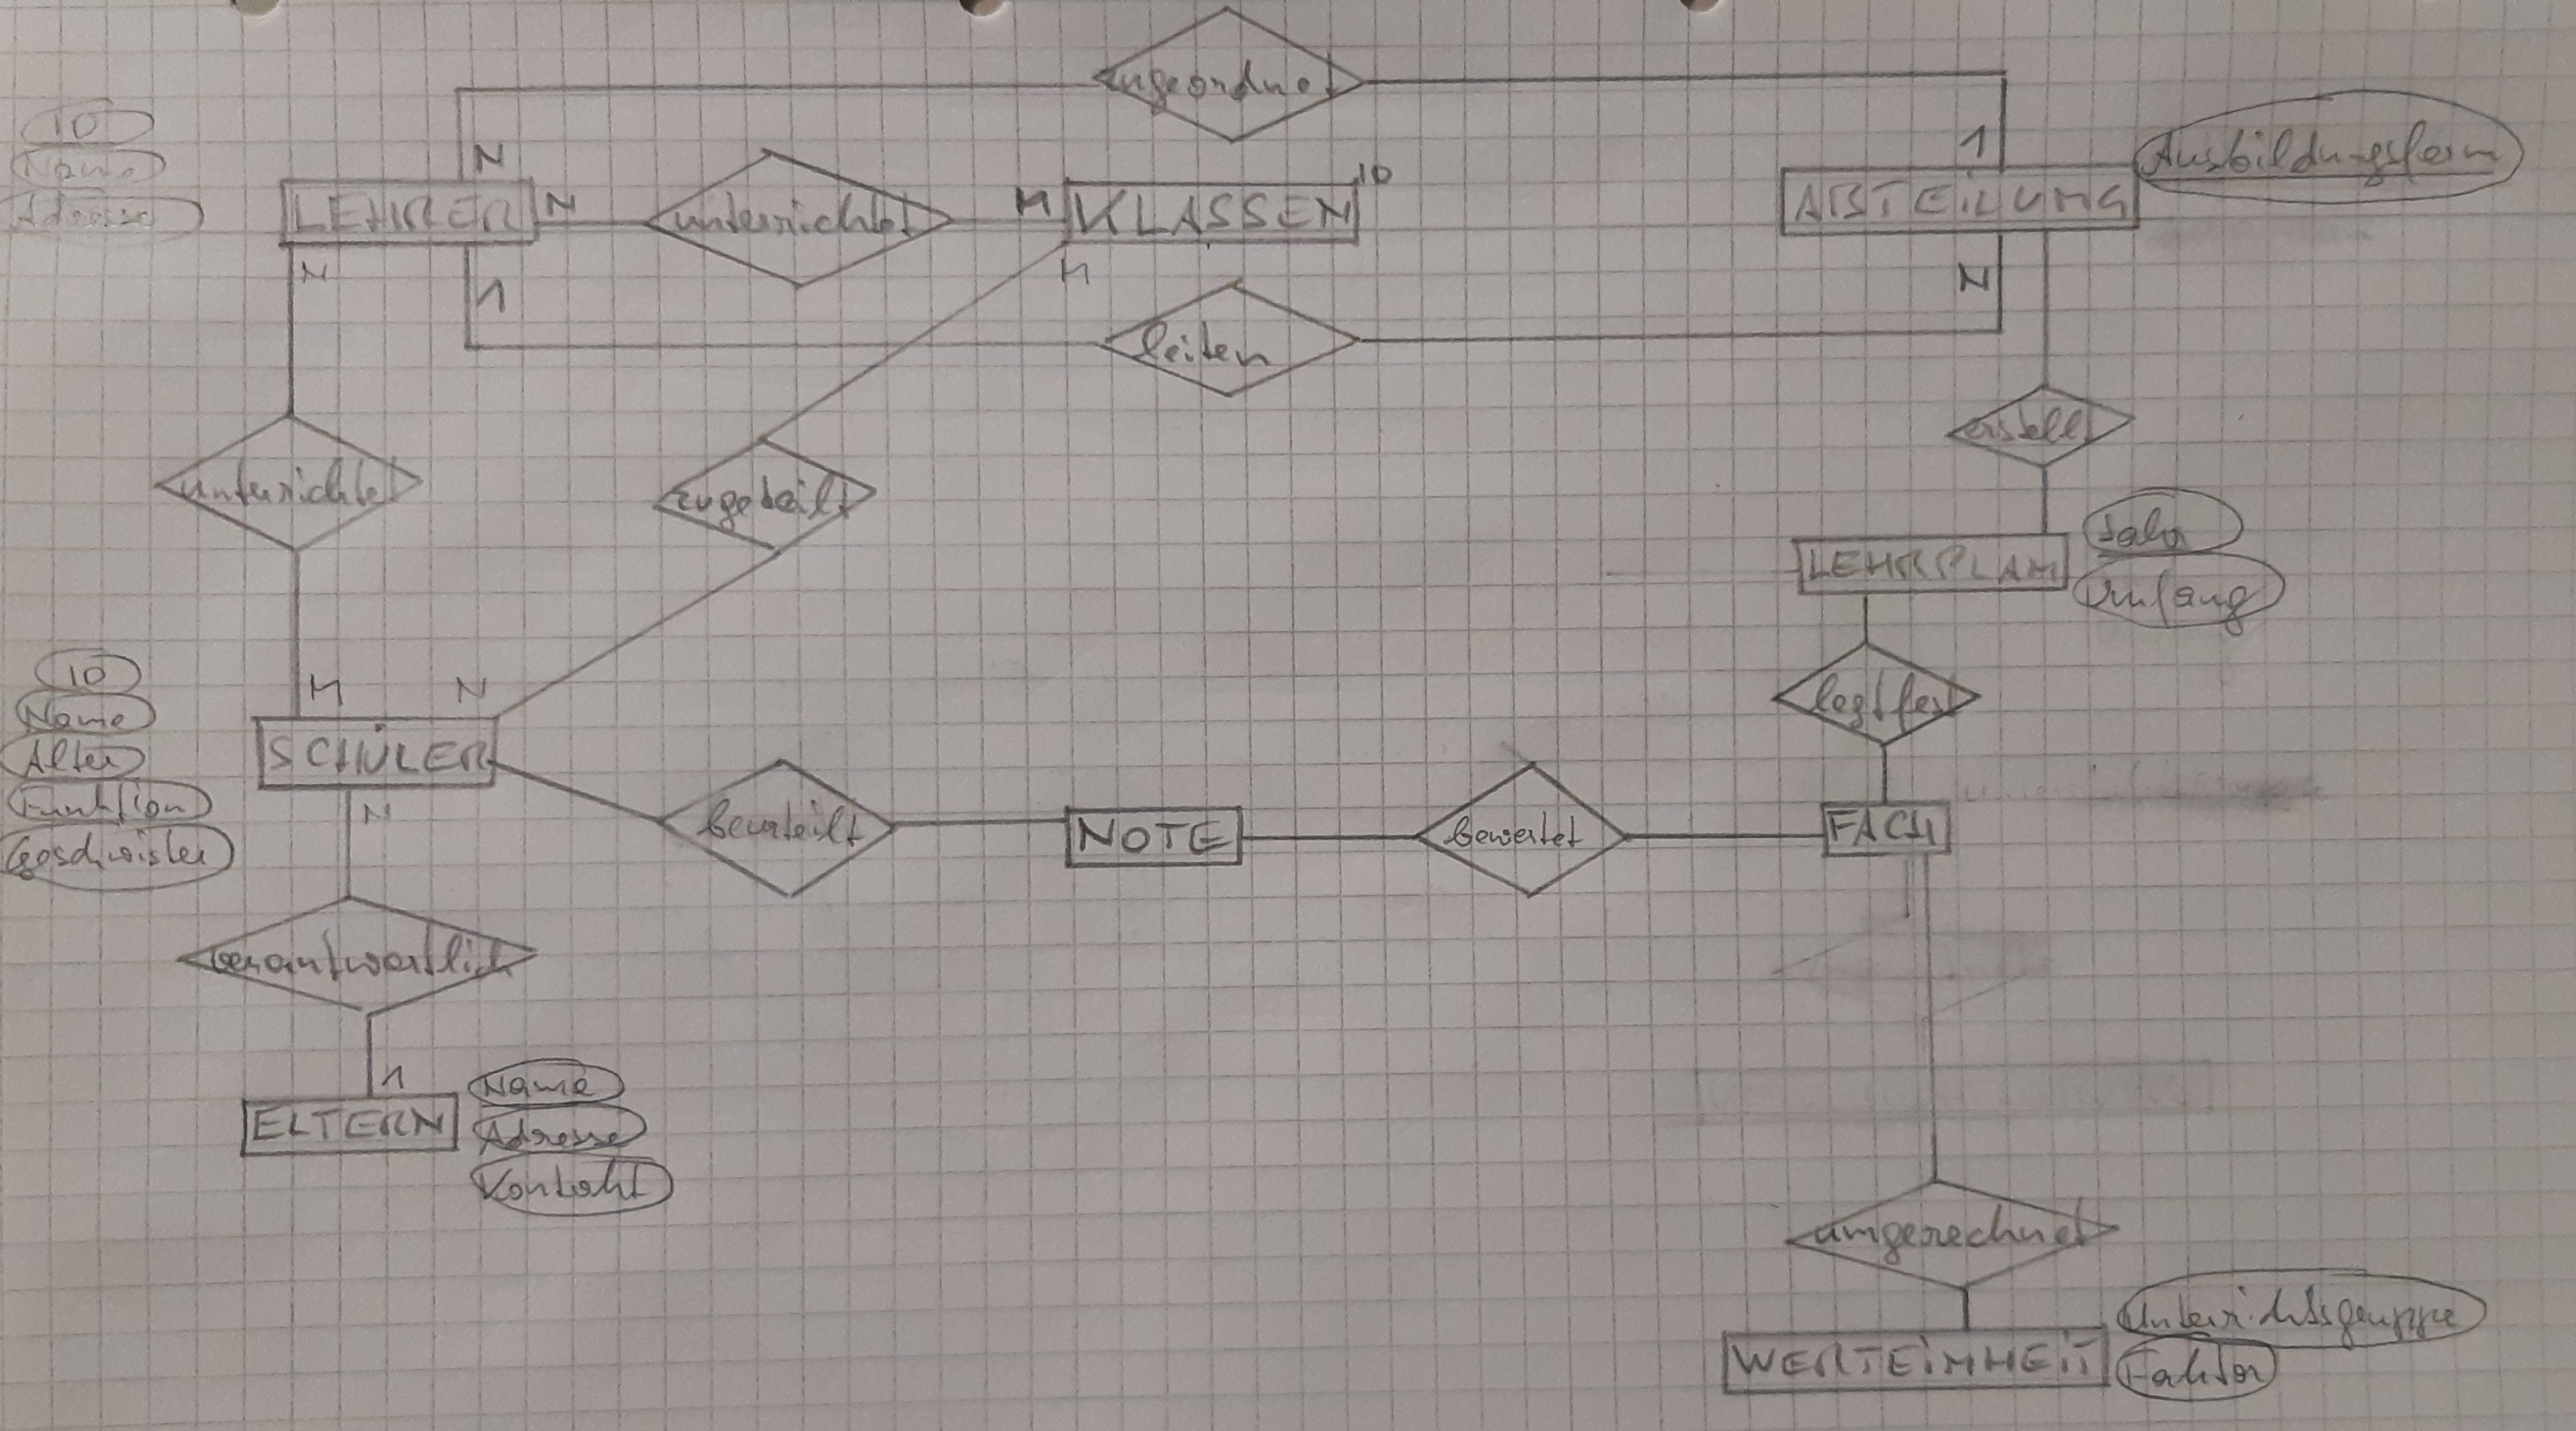 zugeordnet
ID
Name
Adresse
N
1
Ausbildungsform
LEHRER
N
unterrichtet
M
KLASSEN
ID
ABTEILUNG
N
1
M
N
leiten
erstellt
unterrichtet
zugeteilt
Jahr
LEHRPLAN
Umfang
legt fest
ID
Name
Alter
Funktion
Geschwister
M
N
SCHÜLER
N
beurteilt
NOTE
bewertet
FACH
verantwortlich
1
ELTERN
Name
Adresse
Kontakt
umgerechnet
WERTEINHEIT
Unterrichtsgruppe
Faktor